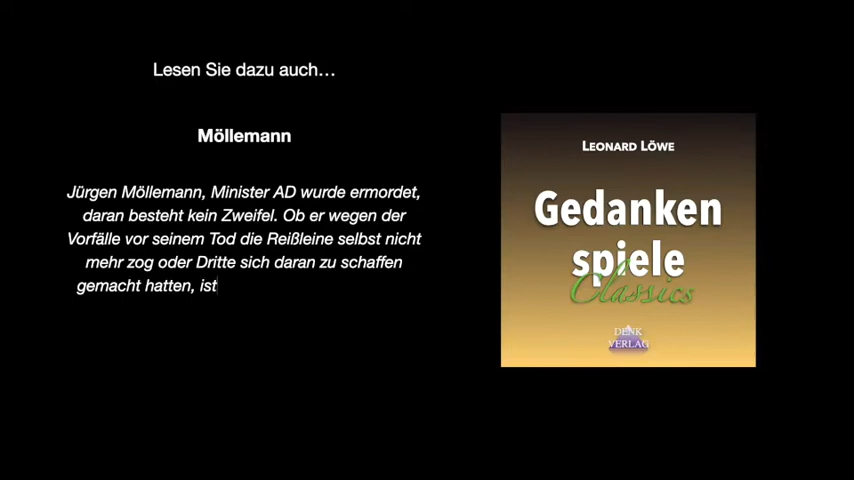 Lesen Sie dazu auch…
Möllemann
Jürgen Möllemann, Minister AD wurde ermordet,
daran besteht kein Zweifel. Ob er wegen der
Vorfälle vor seinem Tod die Reißleine selbst nicht
mehr zog oder Dritte sich daran zu schaffen
gemacht hatten, ist
LEONARD LÖWE
Gedanken
spiele
Classics
DENK
VERLAG